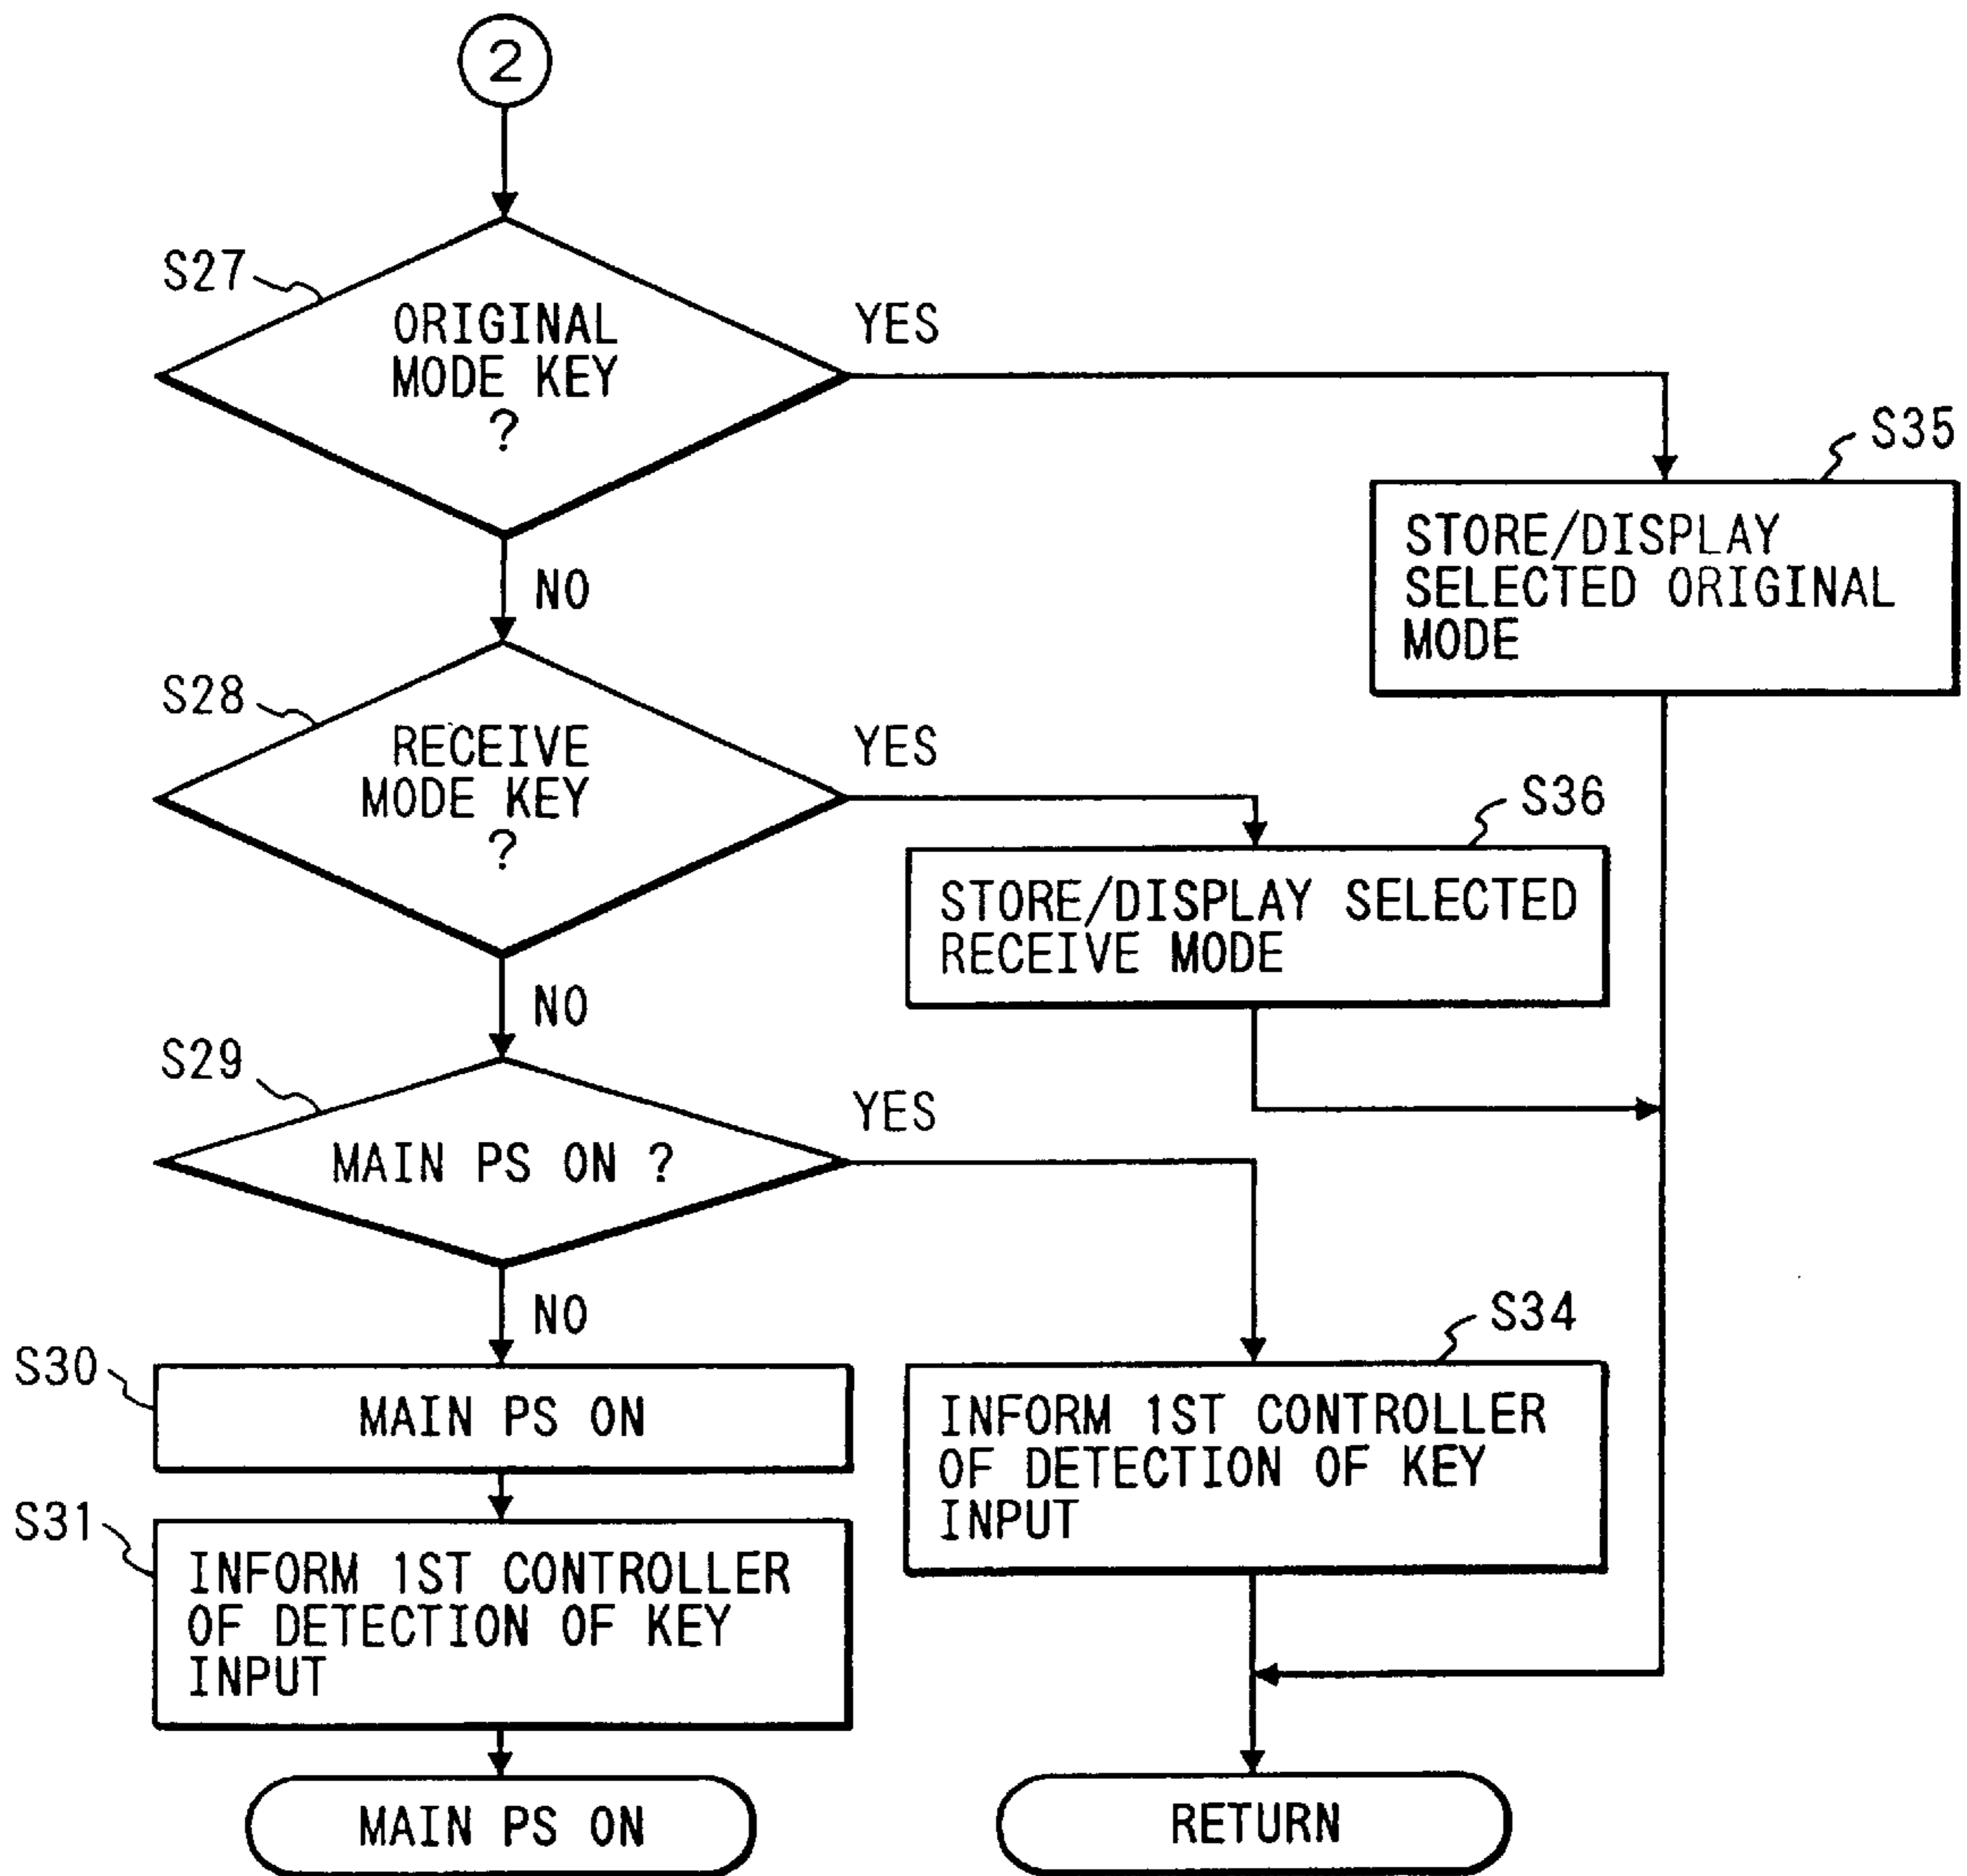 2
S27
ORIGINAL
MODE KEY
?
YES
NO
S35
STORE/DISPLAY
SELECTED ORIGINAL
MODE
S28
RECEIVE
MODE KEY
?
YES
NO
S36
STORE/DISPLAY SELECTED
RECEIVE MODE
S29
MAIN PS ON ?
YES
NO
S30
MAIN PS ON
S34
INFORM 1ST CONTROLLER
OF DETECTION OF KEY
INPUT
S31
INFORM 1ST CONTROLLER
OF DETECTION OF KEY
INPUT
MAIN PS ON
RETURN